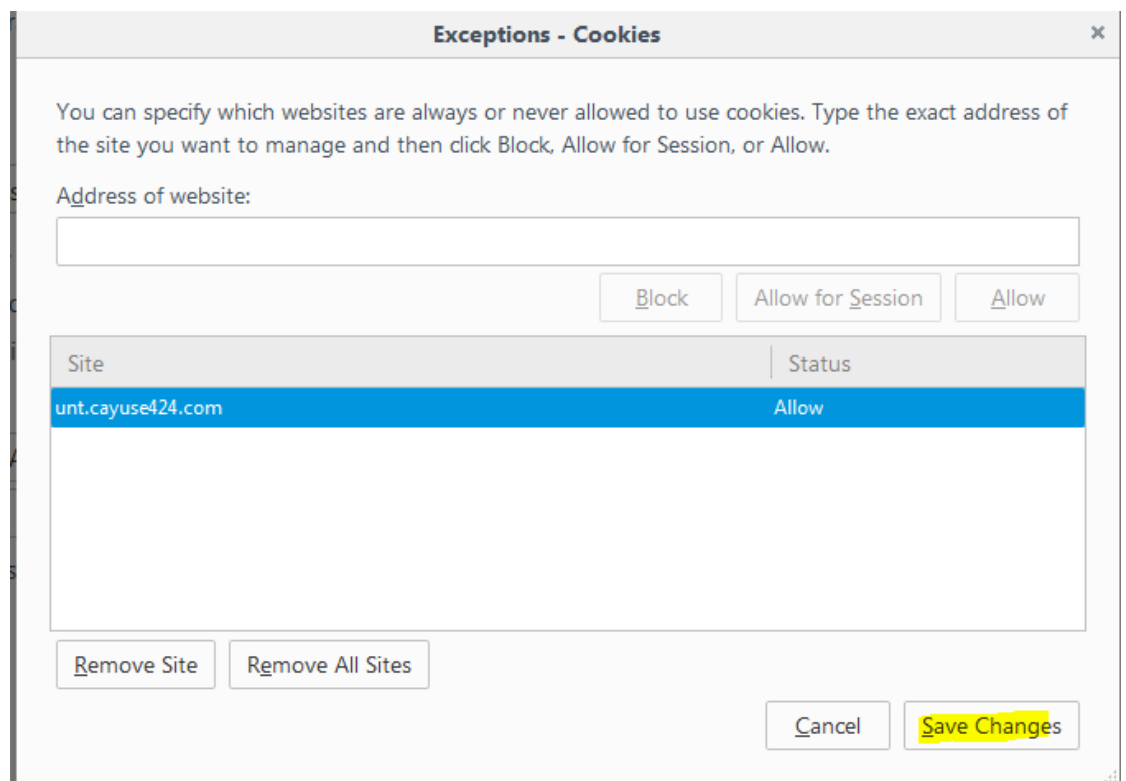 Exceptions - Cookies
You can specify which websites are always or never allowed to use cookies. Type the exact address of
the site you want to manage and then click Block, Allow for Session, or Allow.
Address of website:
Block Allow for Session Allow
Site Status
unt.cayuse424.com Allow
Remove Site Remove All Sites
Cancel Save Changes